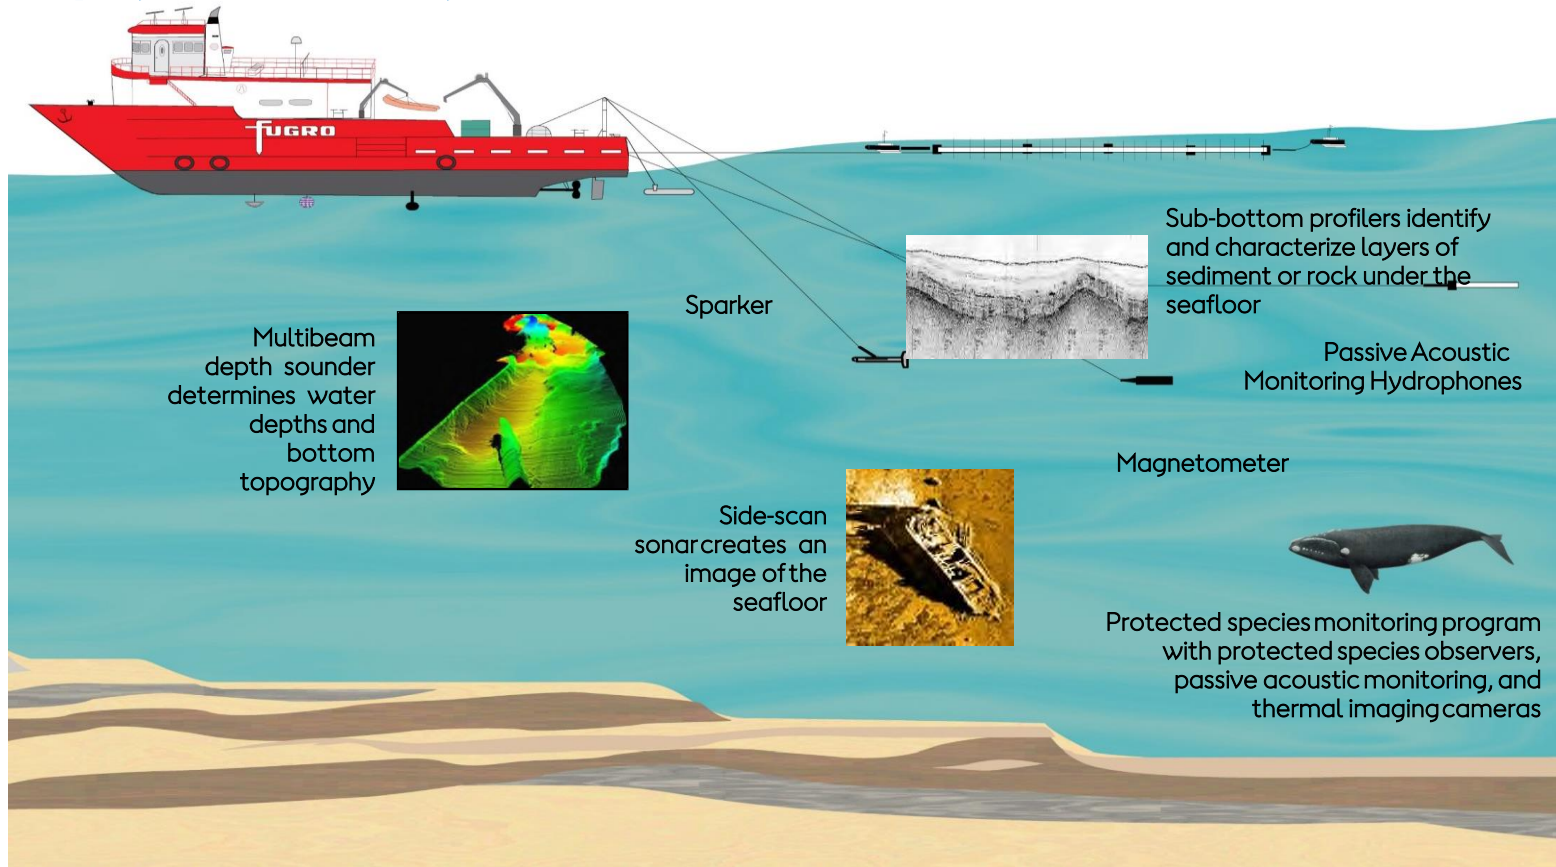 FUGRO
Sub-bottom profilers identify
and characterize layers of
sediment or rock under the
seafloor
Sparker
Multibeam
depth sounder
determines water
depths and
bottom
topography
Passive Acoustic
Monitoring Hydrophones
Magnetometer
Side-scan
sonar creates an
image of the
seafloor
Protected species monitoring program
with protected species observers,
passive acoustic monitoring, and
thermal imaging cameras